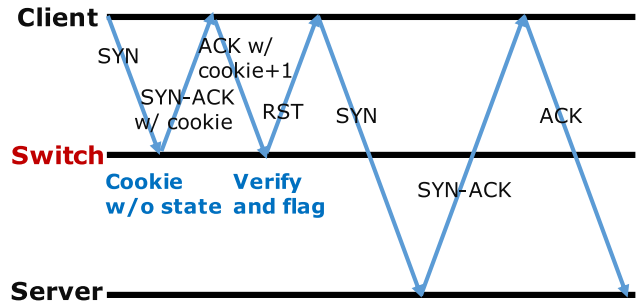 Client
SYN
ACK w/
cookie+1
SYN-ACK
w/ cookie
RST
SYN
ACK
Switch
Cookie
w/o state
Verify
and flag
SYN-ACK
Server